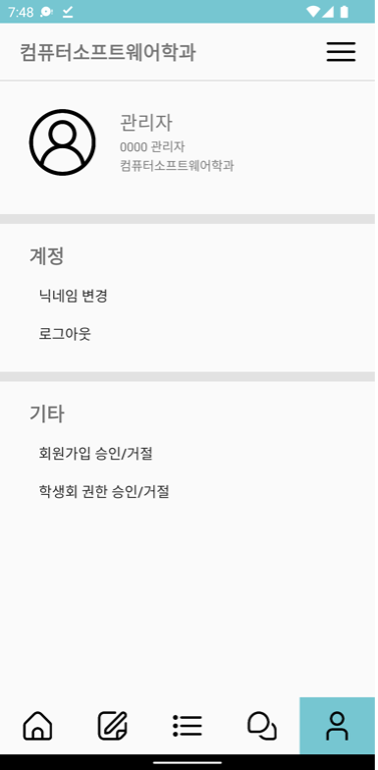 7:48
컴퓨터소프트웨어학과
관리자
0000 관리자
컴퓨터소프트웨어학과
계정
닉네임 변경
로그아웃
기타
회원가입 승인/거절
학생회 권한 승인/거절